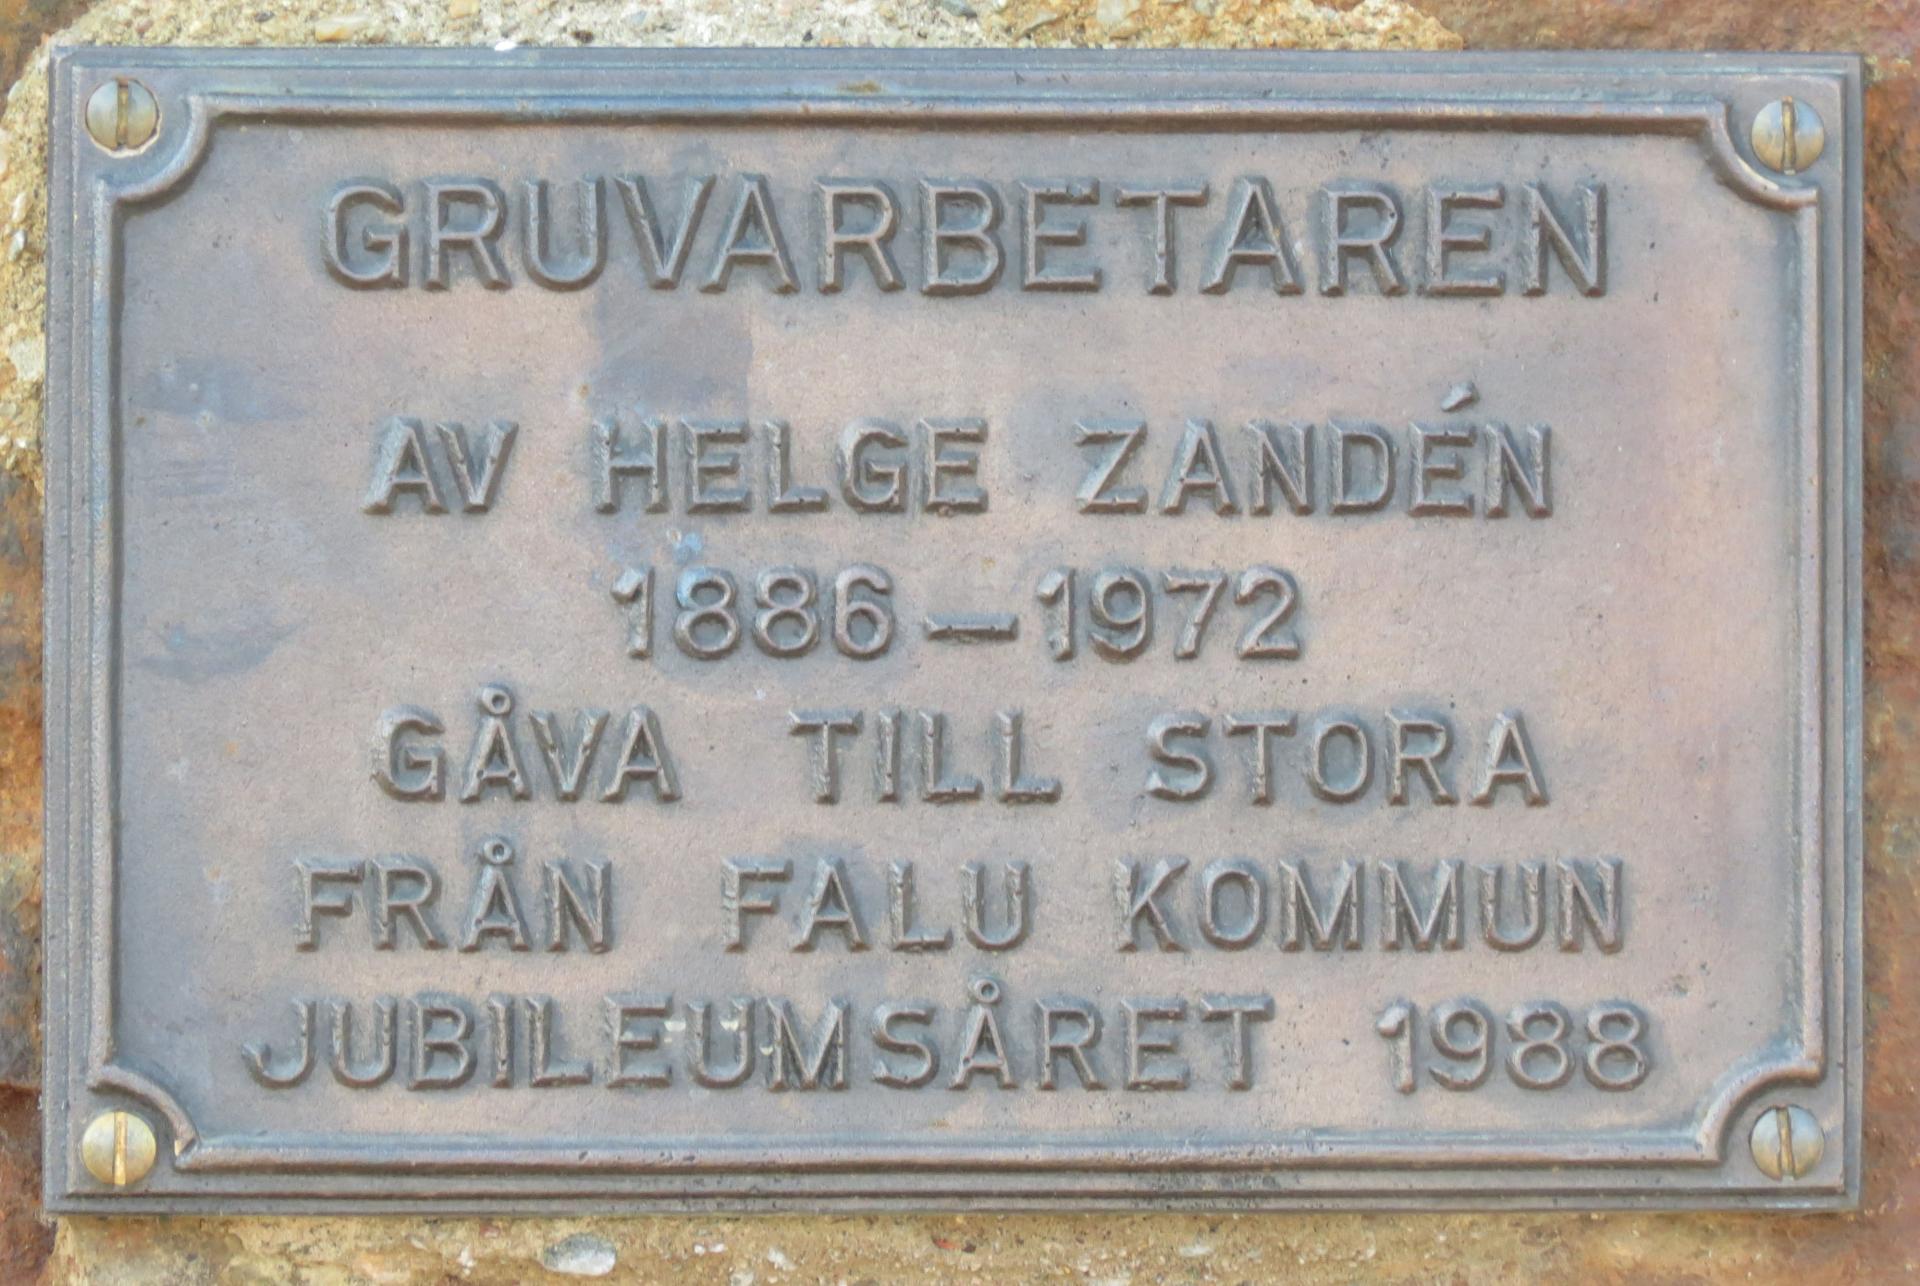 GRUVARBETAREN
AV HELGE ZANDÉN
1886–1972
GÅVA TILL STORA
FRÅN FALU KOMMUN
JUBILEUMSÅRET 1988